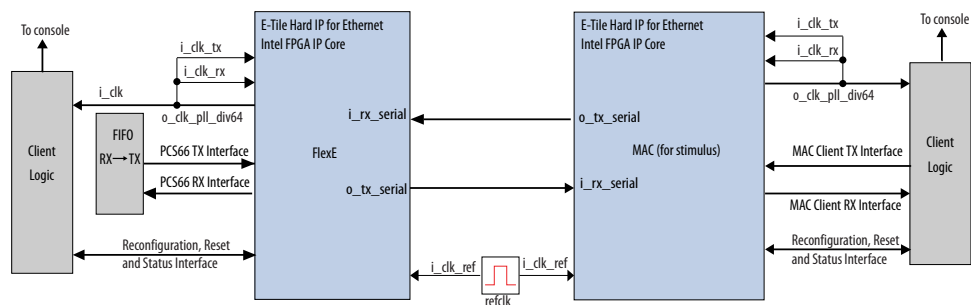 To console
Client
Logic
i_clk
FIFO
RX→TX
i_clk_tx
i_clk_rx
o_clk_pll_div64
PCS66 TX Interface
PCS66 RX Interface
Reconfiguration, Reset
and Status Interface
E-Tile Hard IP for Ethernet
Intel FPGA IP Core
i_rx_serial
FlexE
o_tx_serial
i_clk_ref
refclk
i_clk_ref
E-Tile Hard IP for Ethernet
Intel FPGA IP Core
o_tx_serial
MAC (for stimulus)
i_rx_serial
i_clk_tx
i_clk_rx
o_clk_pll_div64
MAC Client TX Interface
MAC Client RX Interface
Reconfiguration, Reset
and Status Interface
To console
Client
Logic